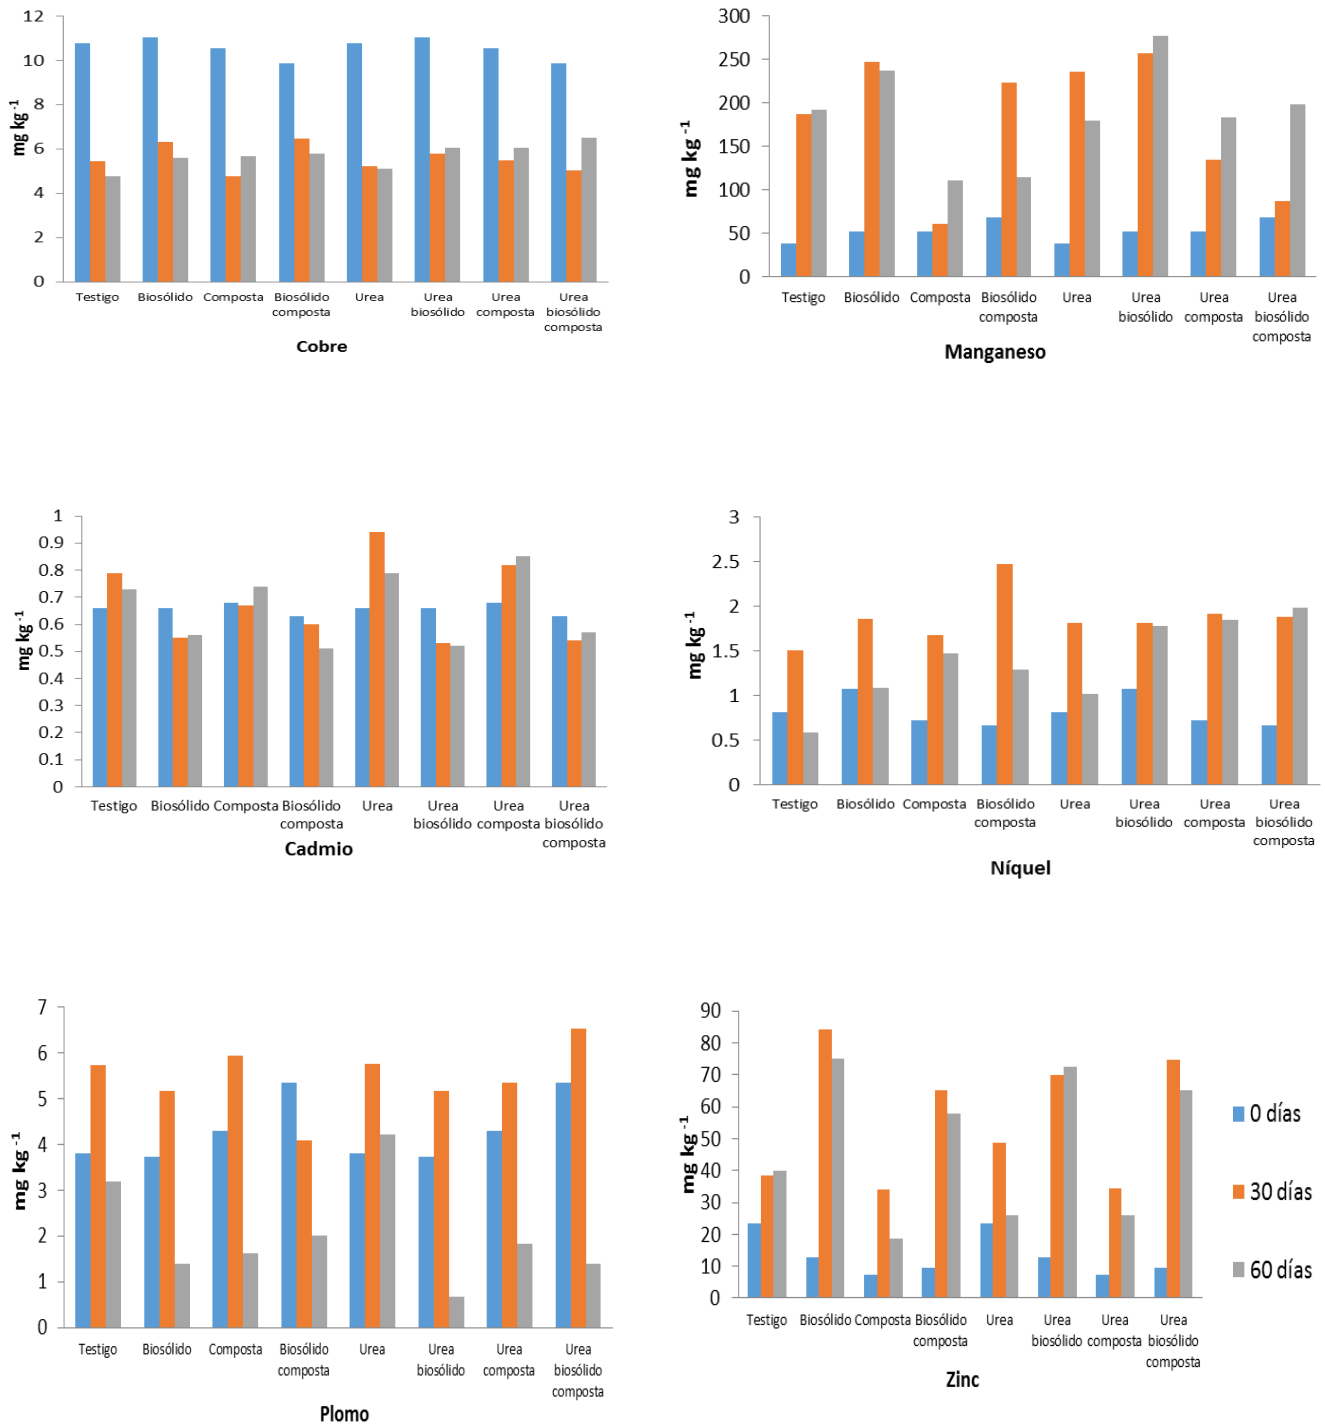 12
10
8
6
4
2
0
mg kg -1
Testigo Biosólido Composta Biosólido Urea Urea Urea Urea
composta biosólido composta biosólido
composta
Cobre
300
250
200
150
100
50
0
mg kg -1
Testigo Biosólido Composta Biosólido Urea Urea Urea Urea
composta biosólido composta biosólido
composta
Manganeso
1
0.9
0.8
0.7
0.6
0.5
0.4
0.3
0.2
0.1
0
mg kg -1
Testigo Biosólido Composta Biosólido Urea Urea Urea Urea
composta biosólido composta biosólido
composta
Cadmio
3
2.5
2
1.5
1
0.5
0
mg kg -1
Testigo Biosólido Composta Biosólido Urea Urea Urea Urea
composta biosólido composta biosólido
composta
Níquel
7
6
5
4
3
2
1
0
mg kg -1
Testigo Biosólido Composta Biosólido Urea Urea Urea Urea
composta biosólido composta biosólido
composta
Plomo
90
80
70
60
50
40
30
20
10
0
mg kg -1
Testigo Biosólido Composta Biosólido Urea Urea Urea Urea
composta biosólido composta biosólido
composta
Zinc
0 días
30 días
60 días